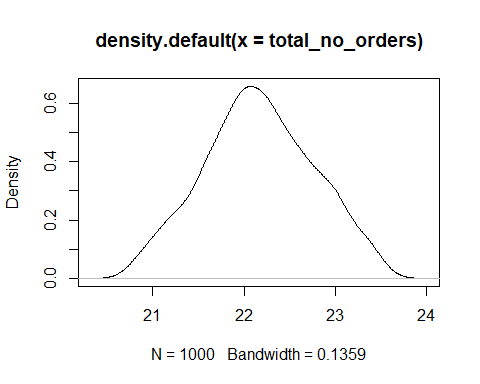 density.default(x = total_no_orders)
Density
0.0 0.2 0.4 0.6
21 22 23 24
N = 1000 Bandwidth = 0.1359